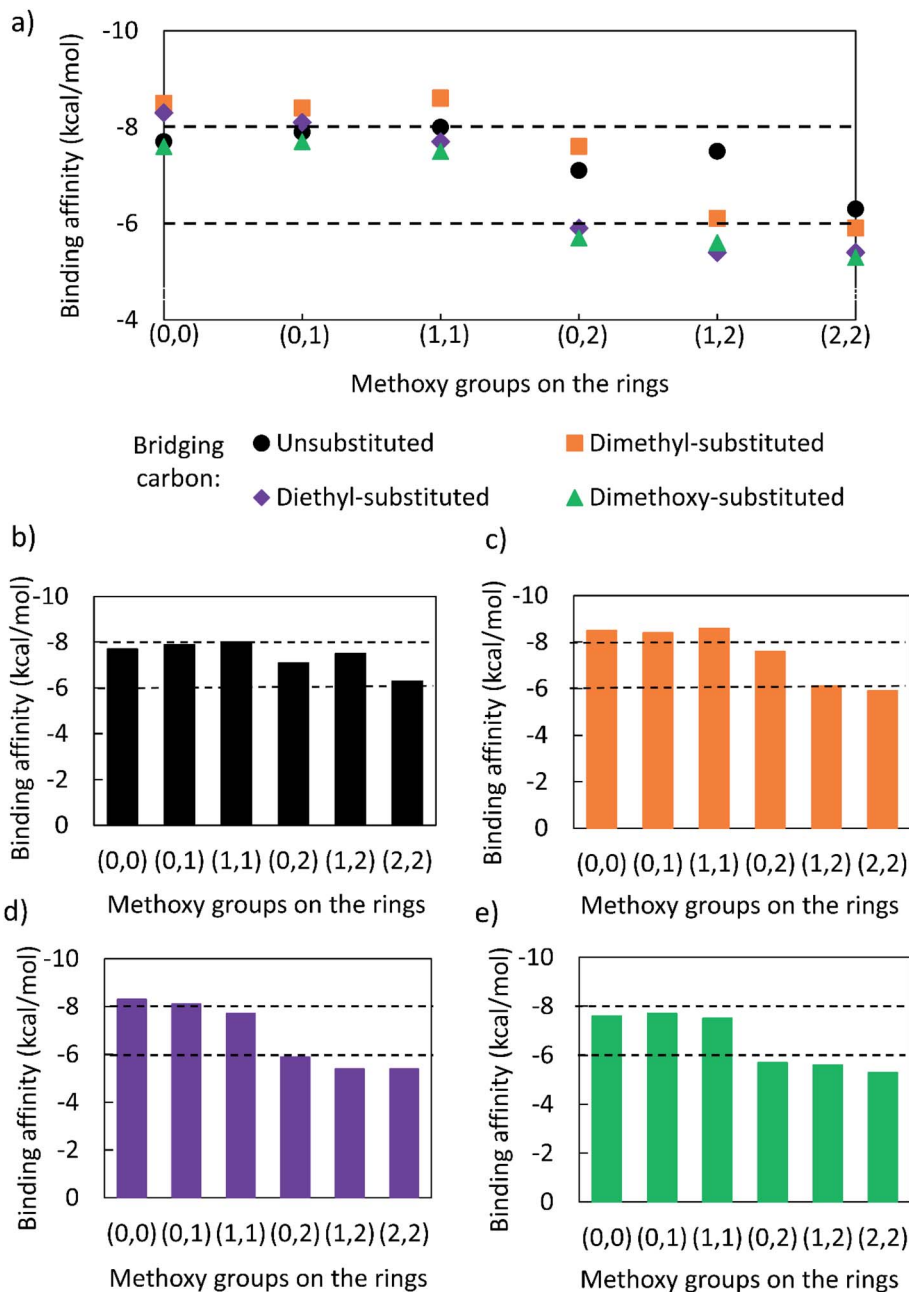 a)
Binding affinity (kcal/mol)
-10
-8
-6
-4
(0,0) (0,1) (1,1) (0,2) (1,2) (2,2)
Methoxy groups on the rings
Bridging carbon:
Unsubstituted
Dimethyl-substituted
Diethyl-substituted
Dimethoxy-substituted
b)
Binding affinity (kcal/mol)
-10
-8
-6
-4
-2
0
(0,0) (0,1) (1,1) (0,2) (1,2) (2,2)
Methoxy groups on the rings
c)
Binding affinity (kcal/mol)
-10
-8
-6
-4
-2
0
(0,0) (0,1) (1,1) (0,2) (1,2) (2,2)
Methoxy groups on the rings
d)
Binding affinity (kcal/mol)
-10
-8
-6
-4
-2
0
(0,0) (0,1) (1,1) (0,2) (1,2) (2,2)
Methoxy groups on the rings
e)
Binding affinity (kcal/mol)
-10
-8
-6
-4
-2
0
(0,0) (0,1) (1,1) (0,2) (1,2) (2,2)
Methoxy groups on the rings